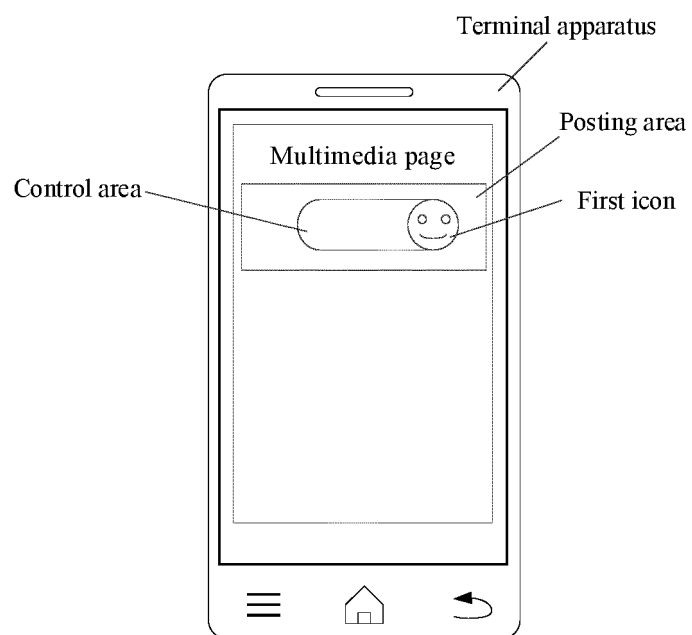 Terminal apparatus
Posting area
Multimedia page
Control area
First icon